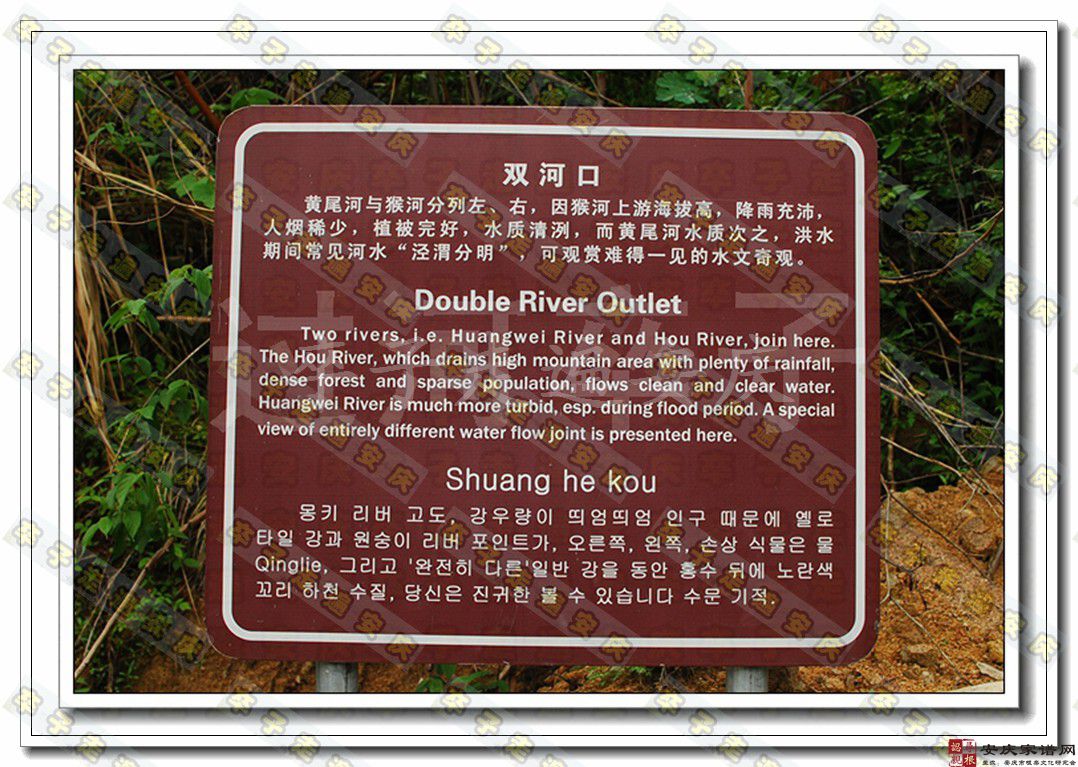 双河口
黄尾河与猴河分列左、右，因猴河上游海拔高，降雨充沛，
人烟稀少，植被完好，水质清冽，而黄尾河水质次之，洪水
期间常见河水“泾渭分明”，可观赏难得一见的水文奇观。
Double River Outlet
Two rivers, i.e. Huangwei River and Hou River, join here.
The Hou River, which drains high mountain area with plenty of rainfall,
dense forest and sparse population, flows clean and clear water.
Huangwei River is much more turbid, esp. during flood period. A special
view of entirely different water flow joint is presented here.
Shuang he kou
몽키 리버 고도, 강우량이 띄엄띄엄 인구 때문에 옐로
타일 강과 원숭이 리버 포인트가, 오른쪽, 왼쪽, 손상 식물은 물
Qinglie, 그리고 '완전히 다른'일반 강을 동안 홍수 뒤에 노란색
꼬리 하천 수질, 당신은 진귀한 볼 수 있습니다 수문 기적.
安庆家谱网